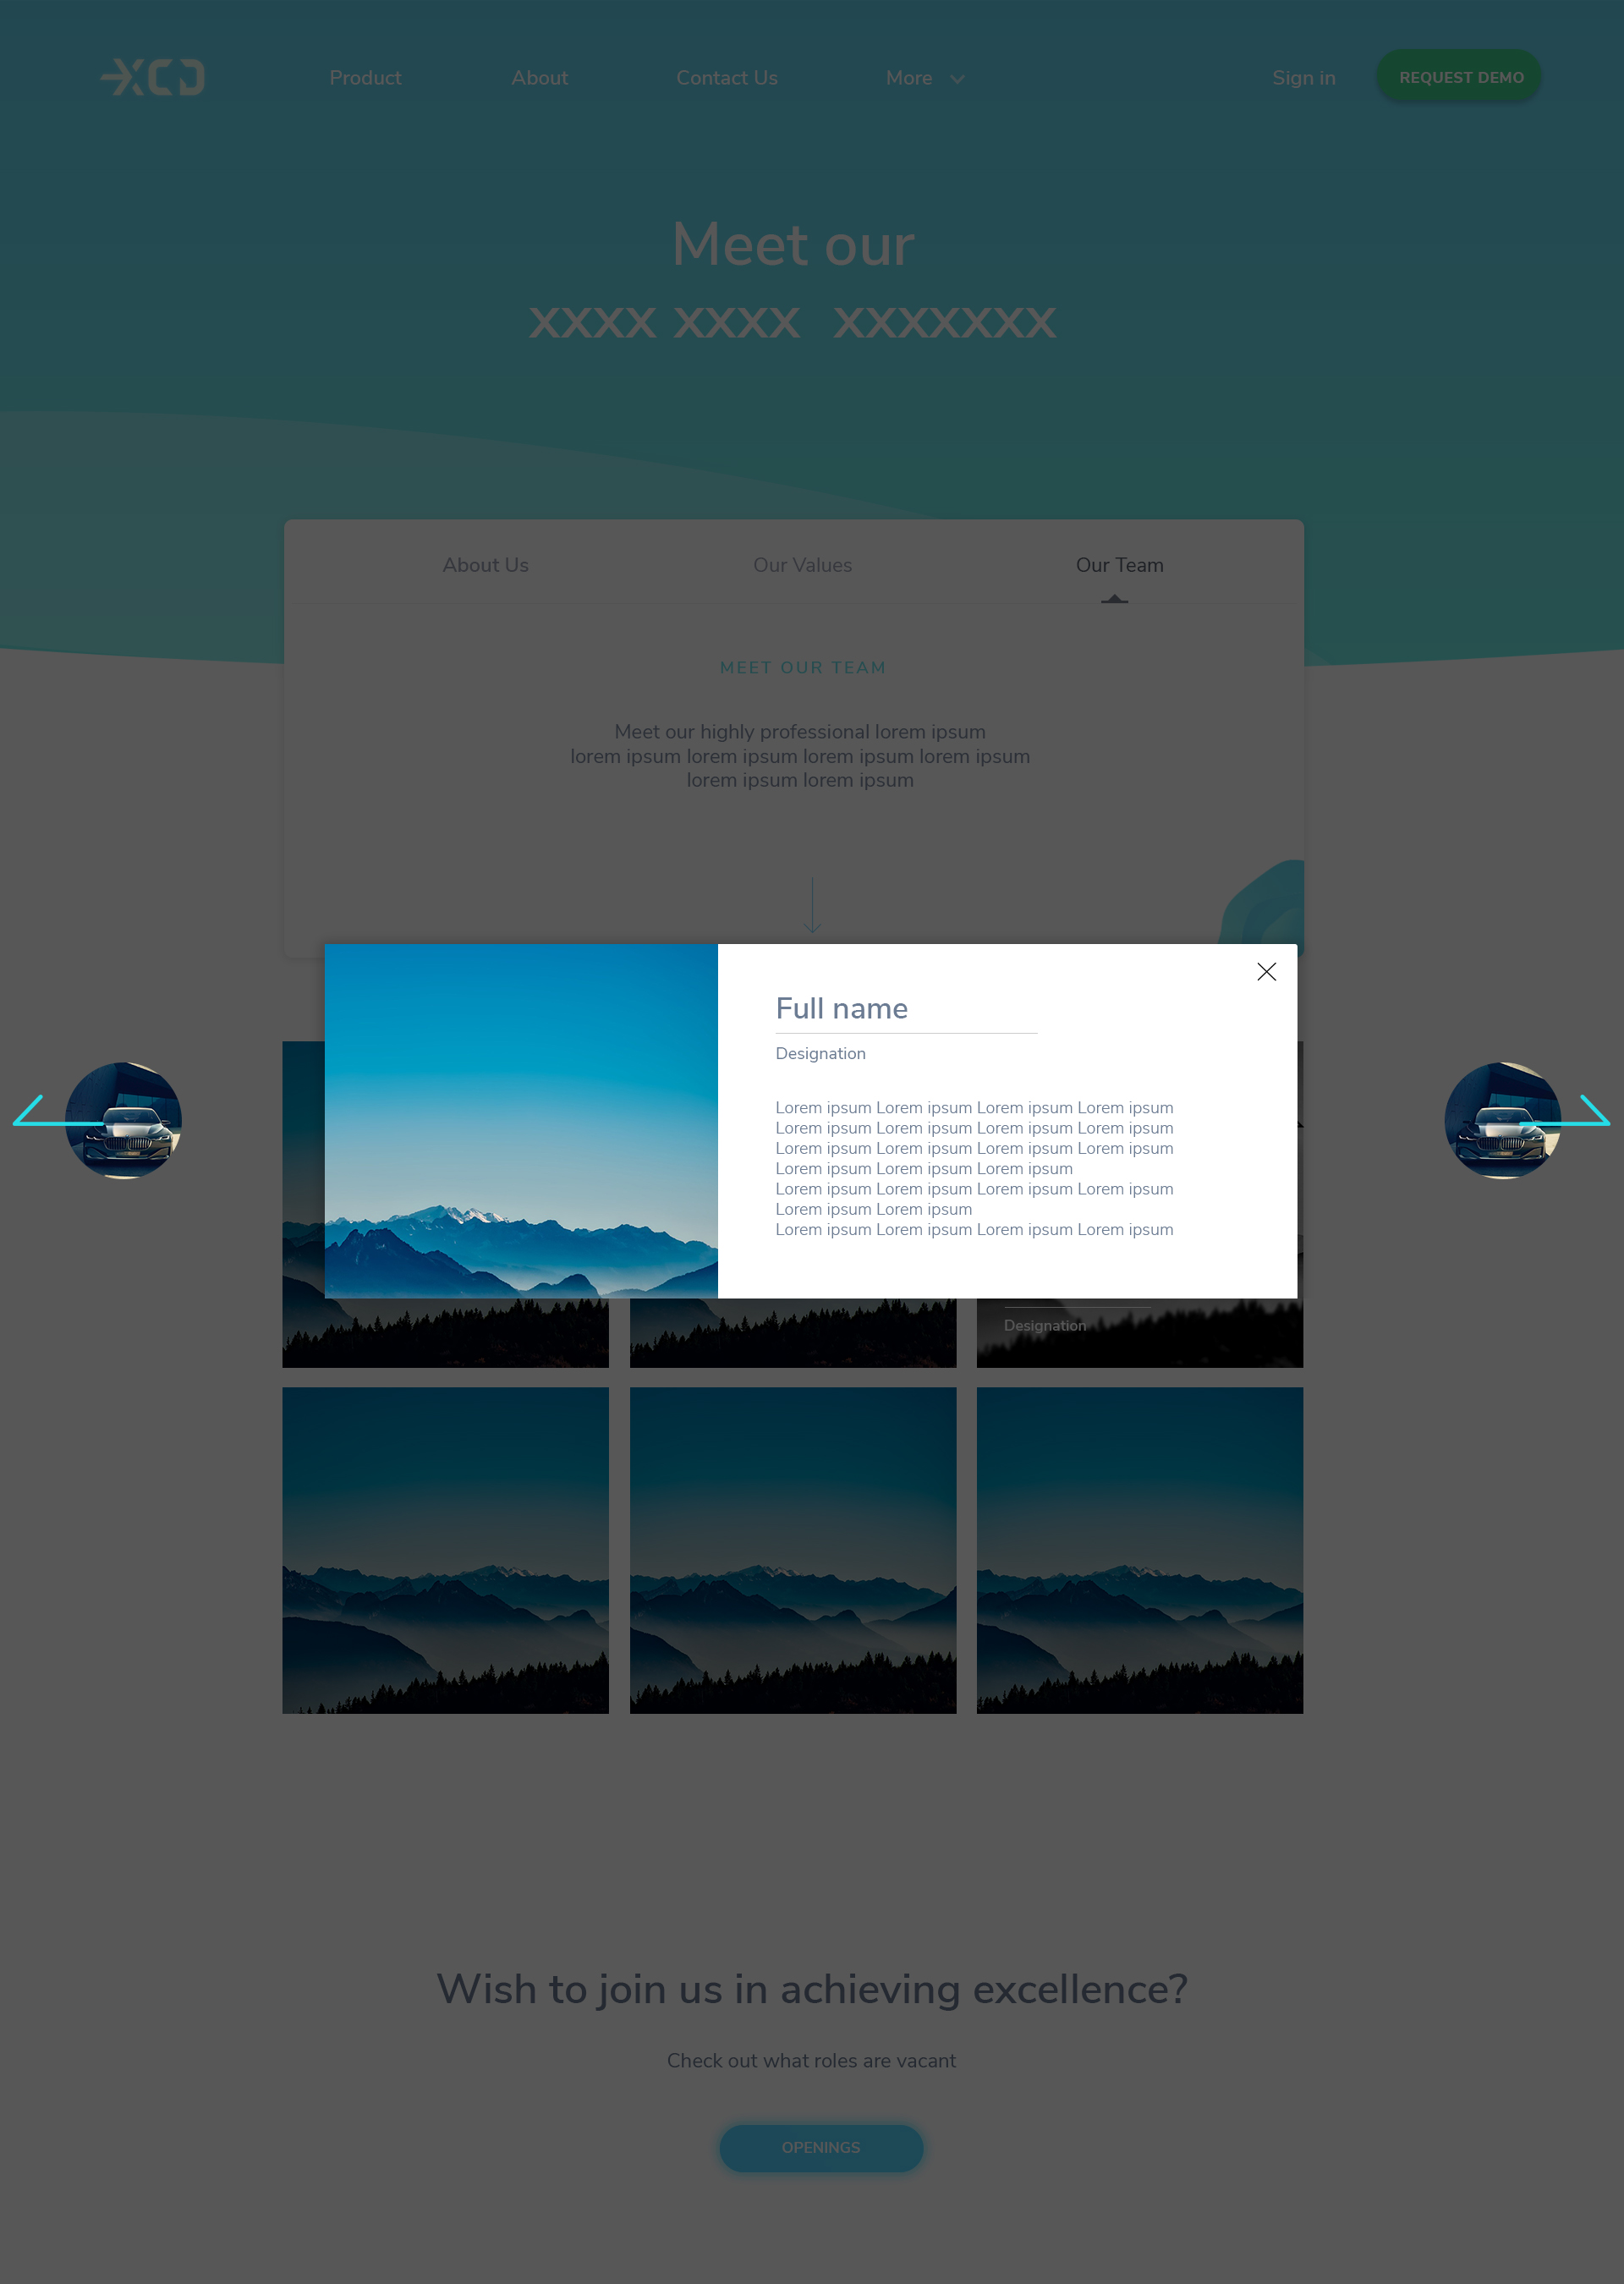 XCD
Product About Contact Us More Sign in REQUEST DEMO
Meet our
xxxx xxxx xxxxxxx
About Us Our Values Our Team
MEET OUR TEAM
Meet our highly professional lorem ipsum
lorem ipsum lorem ipsum lorem ipsum lorem ipsum
lorem ipsum lorem ipsum
Full name
Designation
Lorem ipsum Lorem ipsum Lorem ipsum Lorem ipsum
Lorem ipsum Lorem ipsum Lorem ipsum Lorem ipsum
Lorem ipsum Lorem ipsum Lorem ipsum Lorem ipsum
Lorem ipsum Lorem ipsum Lorem ipsum
Lorem ipsum Lorem ipsum Lorem ipsum Lorem ipsum
Lorem ipsum Lorem ipsum
Lorem ipsum Lorem ipsum Lorem ipsum Lorem ipsum
Designation
Wish to join us in achieving excellence?
Check out what roles are vacant
OPENINGS